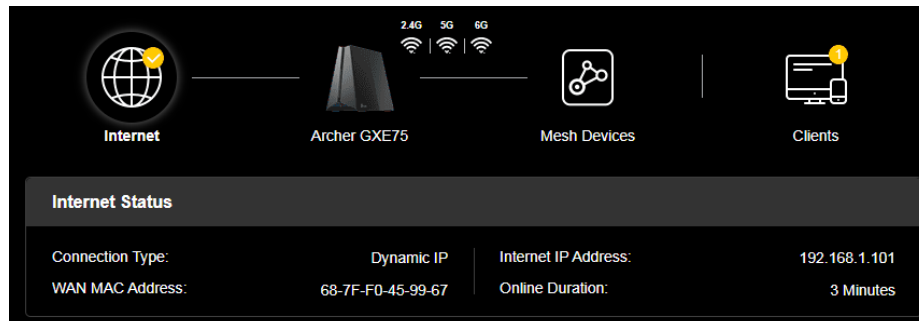 2.4G 5G 6G
1
Internet Archer GXE75 Mesh Devices Clients
Internet Status
Connection Type: Dynamic IP Internet IP Address: 192.168.1.101
WAN MAC Address: 68-7F-F0-45-99-67 Online Duration: 3 Minutes